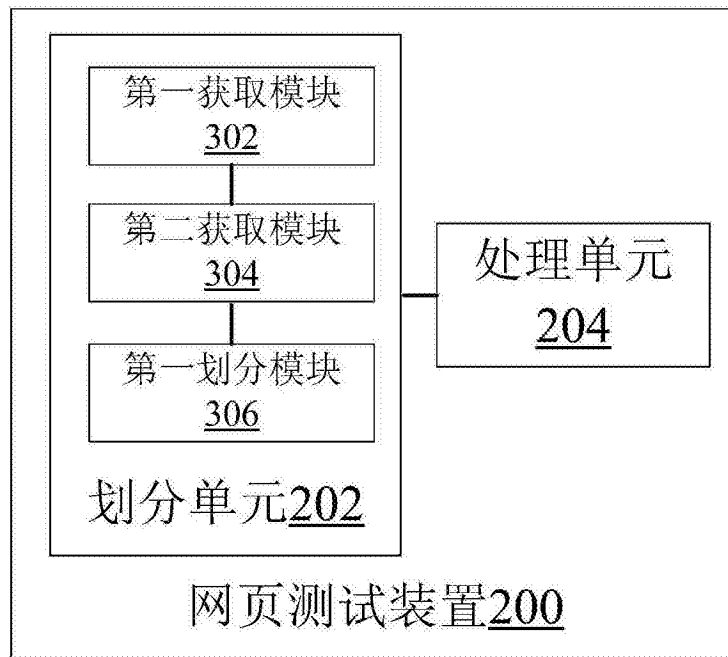 第一获取模块
302
第二获取模块
304
第一划分模块
306
划分单元202
处理单元
204
网页测试装置200